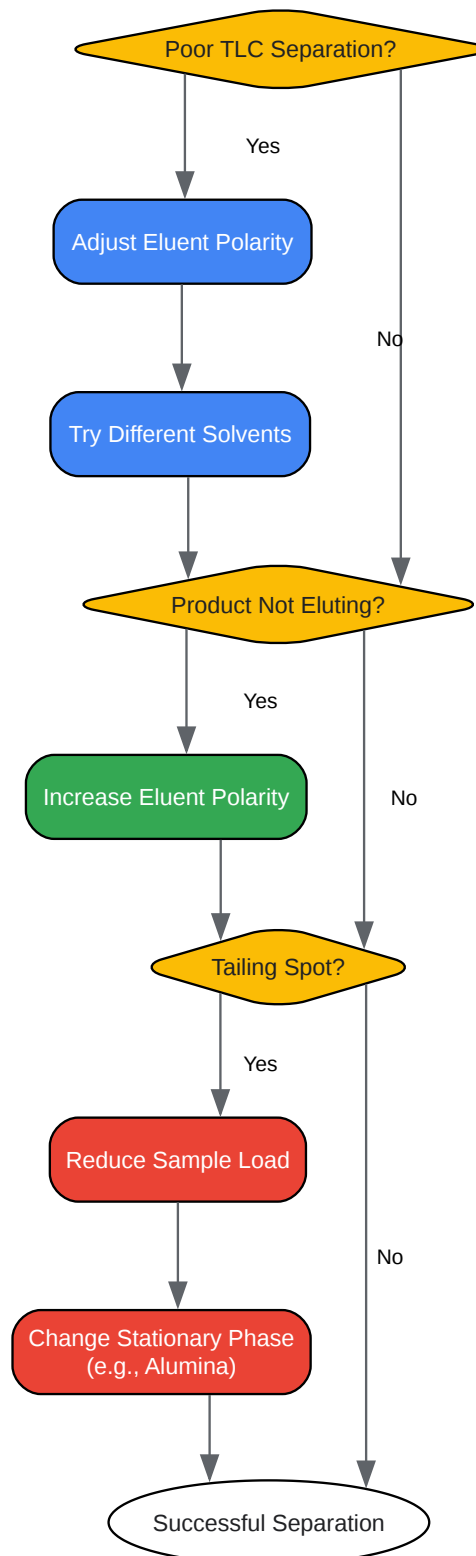 Poor TLC Separation?
Yes
Adjust Eluent Polarity
No
Try Different Solvents
Product Not Eluting?
Yes
Increase Eluent Polarity
No
Tailing Spot?
Yes
Reduce Sample Load
No
Change Stationary Phase
(e.g., Alumina)
Successful Separation